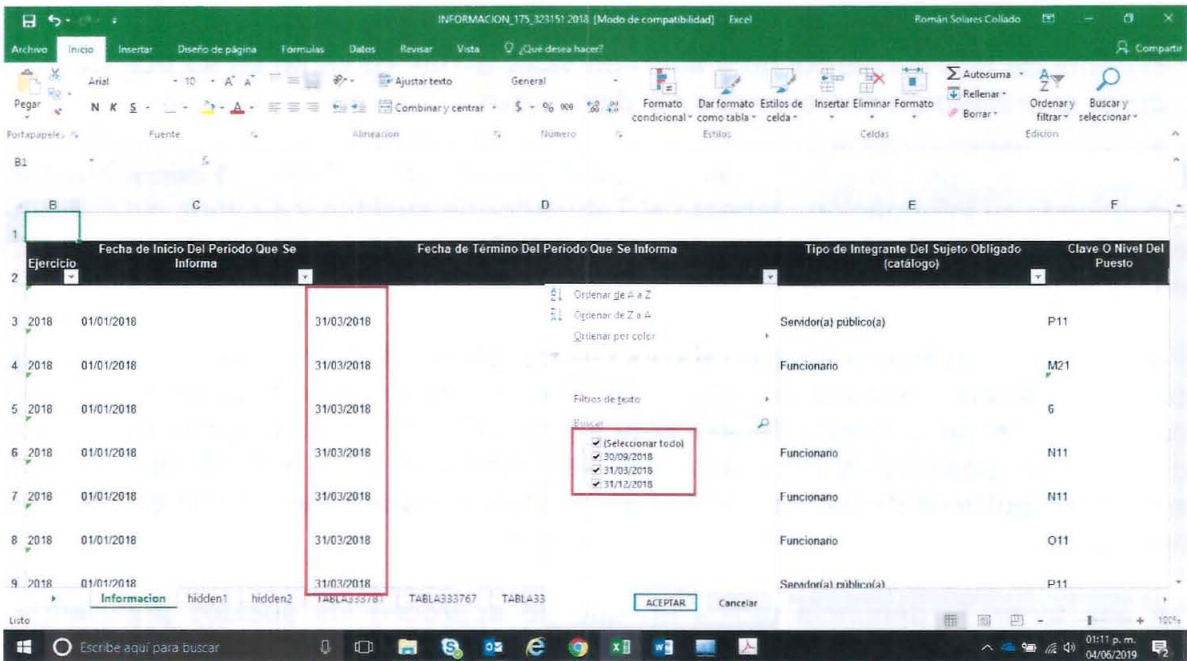 INFORMACION_175_323151 2018 [Modo de compatibilidad] Excel
Román Solares Collado
Archivo Inicio Insertar Diseño de página Fórmulas Datos Revisar Vista ¿Qué desea hacer? Compartir
Pegar
Arial 10
N K S
Ajustar texto
Combinar y centrar
General
$ % 000
Formato condicional
Dar formato como tabla
Estilos de celda
Insertar Eliminar Formato
Autosuma
Rellenar
Borrar
Ordenar y filtrar
Buscar y seleccionar
Portapapeles Fuente Alineación Número Estilos Celdas Edición
B1 fx
B C D E F
1
2 Ejercicio Fecha de Inicio Del Periodo Que Se Informa Fecha de Término Del Periodo Que Se Informa Tipo de Integrante Del Sujeto Obligado (catálogo) Clave O Nivel Del Puesto
3 2018 01/01/2018 31/03/2018 Servidor(a) público(a) P11
4 2018 01/01/2018 31/03/2018 Funcionario M21
5 2018 01/01/2018 31/03/2018 6
6 2018 01/01/2018 31/03/2018 Funcionario N11
7 2018 01/01/2018 31/03/2018 Funcionario N11
8 2018 01/01/2018 31/03/2018 Funcionario O11
9 2018 01/01/2018 31/03/2018 Servidor(a) público(a) P11
Ordenar de A a Z
Ordenar de Z a A
Ordenar por color
Filtros de texto
Buscar
(Seleccionar todo)
30/09/2018
31/03/2018
31/12/2018
ACEPTAR Cancelar
Informacion hidden1 hidden2 TABLA333781 TABLA333767 TABLA33
Listo
100%
Escribe aquí para buscar
01:11 p. m.
04/06/2019